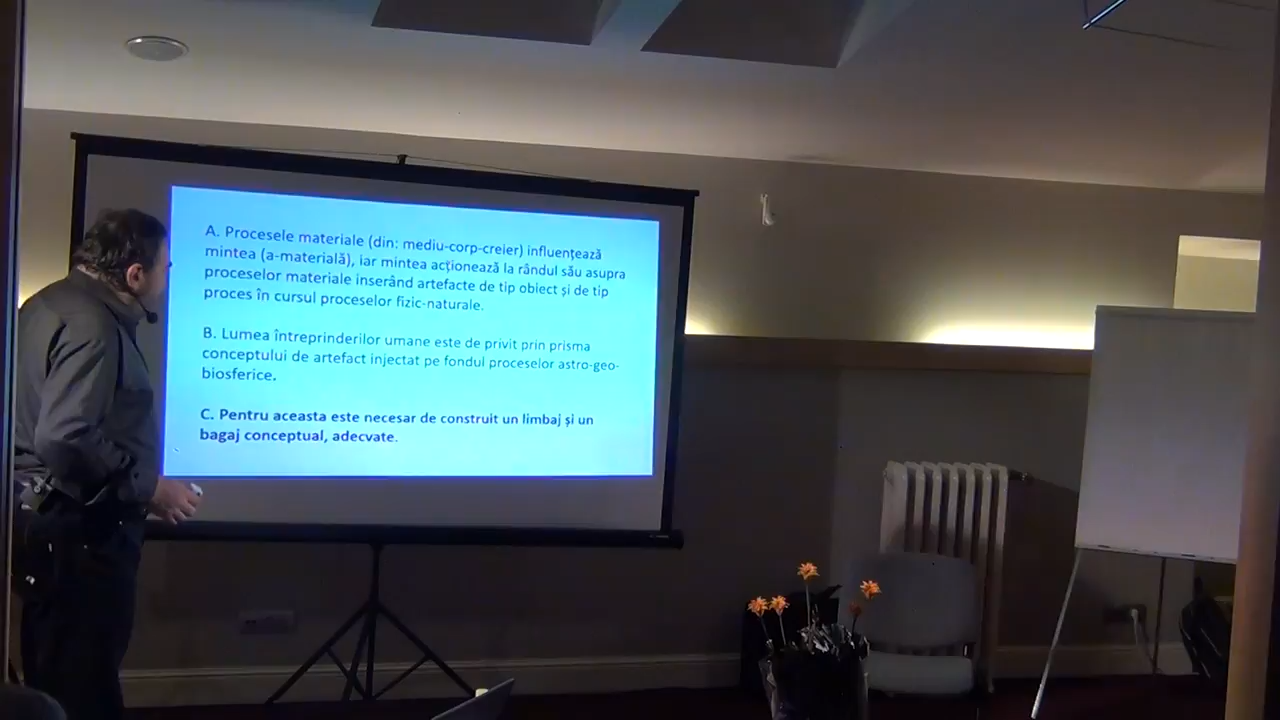 A. Procesele materiale (din: mediu-corp-creier) influențează
mintea (a-materială), iar mintea acționează la rândul său asupra
proceselor materiale inserând artefacte de tip obiect și de tip
proces în cursul proceselor fizic-naturale.
B. Lumea întreprinderilor umane este de privit prin prisma
conceptului de artefact injectat pe fondul proceselor astro-geo-
biosferice.
C. Pentru aceasta este necesar de construit un limbaj și un
bagaj conceptual, adecvate.